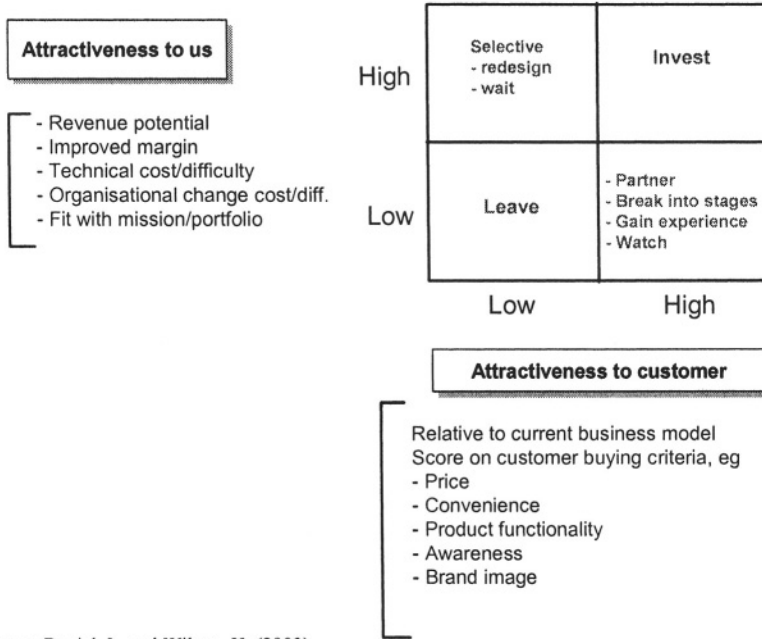 Attractiveness to us
- Revenue potential
- Improved margin
- Technical cost/difficulty
- Organisational change cost/diff.
- Fit with mission/portfolio
High
Selective
- redesign
- wait
Invest
Low
Leave
- Partner
- Break into stages
- Gain experience
- Watch
Low
High
Attractiveness to customer
Relative to current business model
Score on customer buying criteria, eg
- Price
- Convenience
- Product functionality
- Awareness
- Brand image